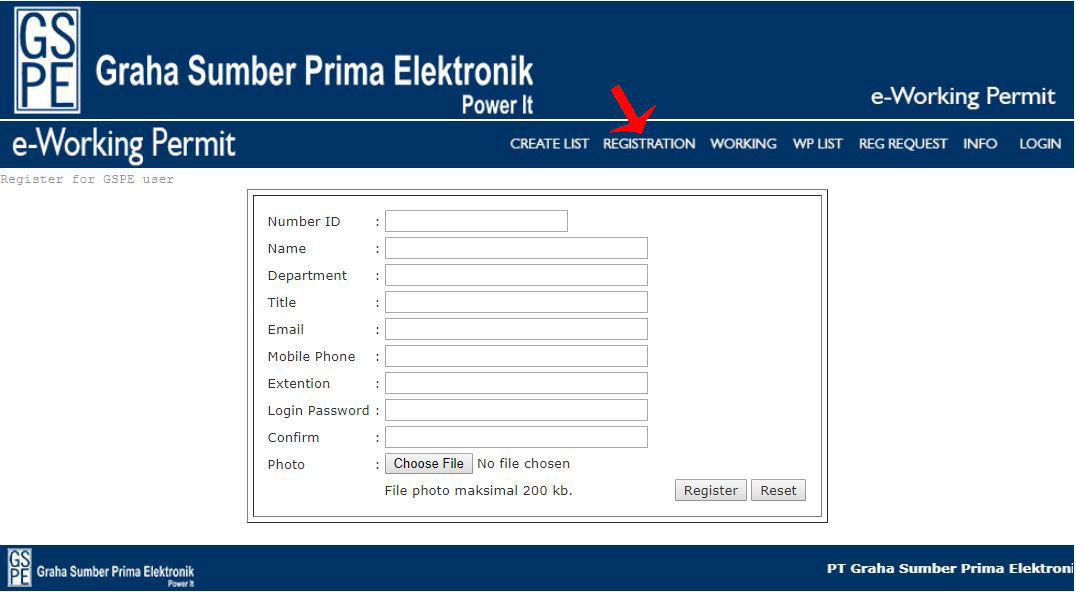 GS
PE
Graha Sumber Prima Elektronik
Power It
e-Working Permit
e-Working Permit
CREATE LIST REGISTRATION WORKING WP LIST REG REQUEST INFO LOGIN
Register for GSPE user
Number ID :
Name :
Department :
Title :
Email :
Mobile Phone :
Extention :
Login Password :
Confirm :
Photo : Choose File No file chosen
File photo maksimal 200 kb. Register Reset
GS
PE
Graha Sumber Prima Elektronik
Power It
PT Graha Sumber Prima Elektroni